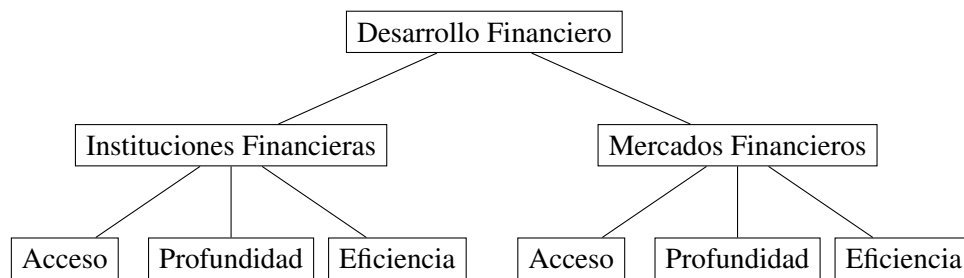 Desarrollo Financiero
Instituciones Financieras Mercados Financieros
Acceso Profundidad Eficiencia Acceso Profundidad Eficiencia